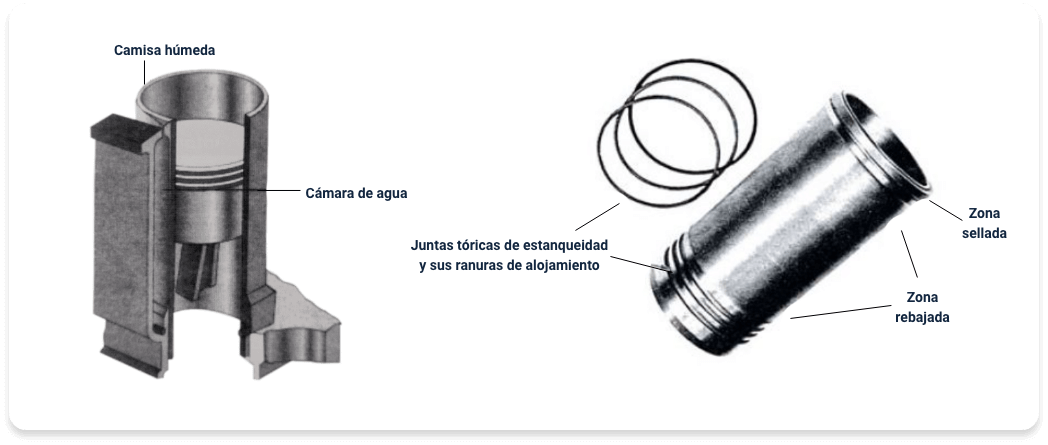 Camisa húmeda
Cámara de agua
Juntas tóricas de estanqueidad
y sus ranuras de alojamiento
Zona
sellada
Zona
rebajada